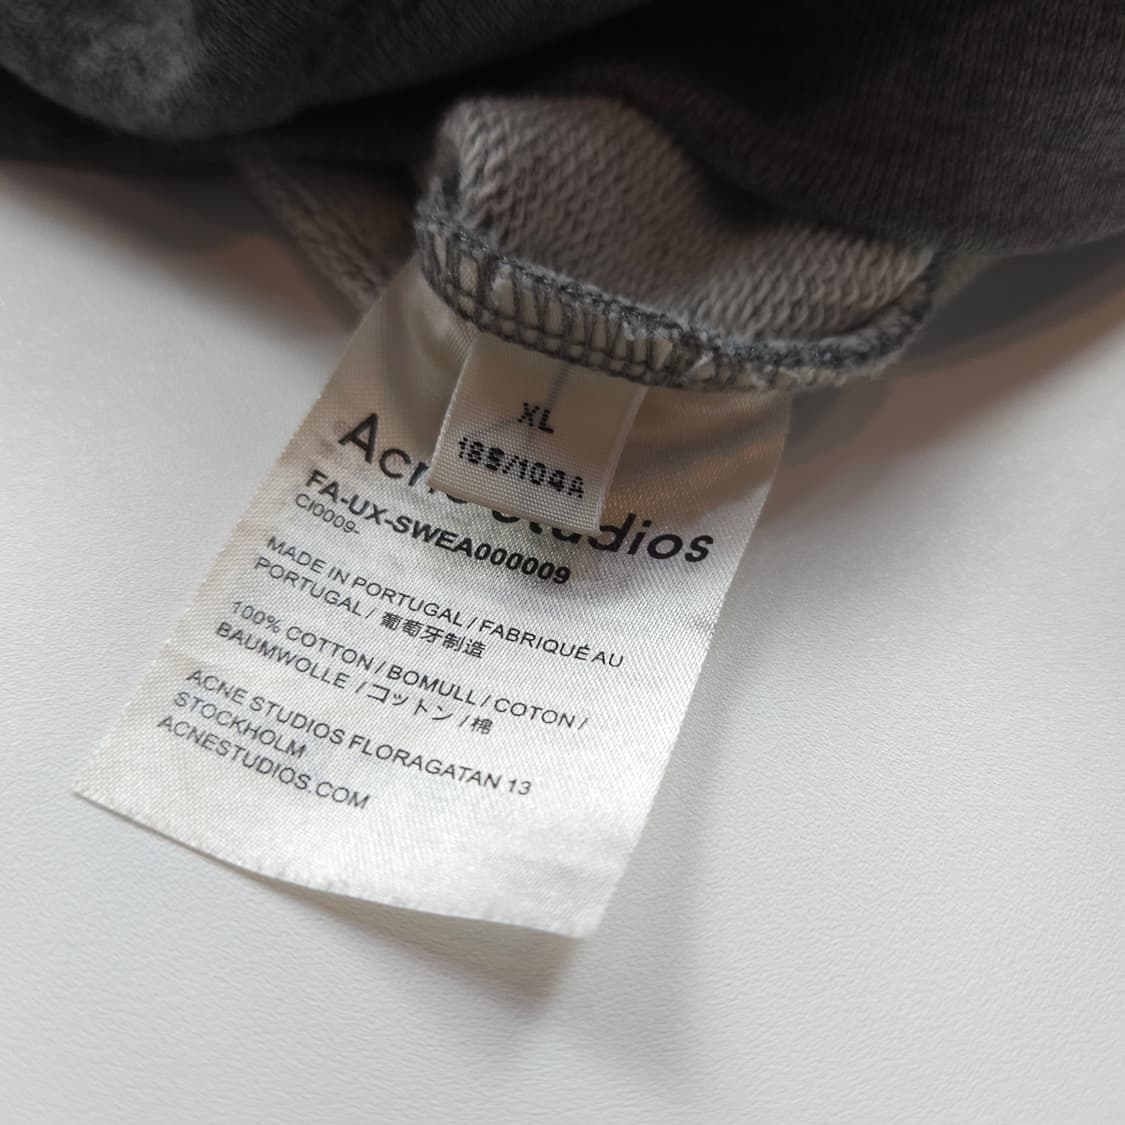 XL
185/104A
Acne Studios
FA-UX-SWEA000009
CI0009-
MADE IN PORTUGAL / FABRIQUÉ AU
PORTUGAL / 葡萄牙制造
100% COTTON / BOMULL / COTON /
BAUMWOLLE / コットン / 棉
ACNE STUDIOS FLORAGATAN 13
STOCKHOLM
ACNESTUDIOS.COM